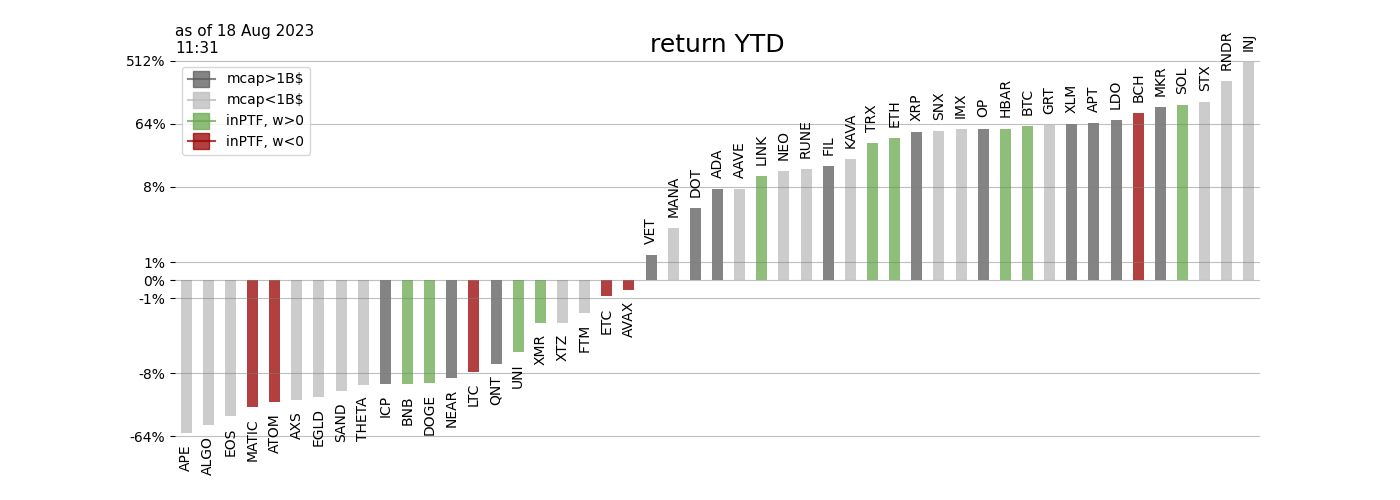 as of 18 Aug 2023
11:31
return YTD
mcap>1B$
mcap<1B$
inPTF, w>0
inPTF, w<0
512%
64%
8%
1%
0%
-1%
-8%
-64%
APE
ALGO
EOS
MATIC
ATOM
AXS
EGLD
SAND
THETA
ICP
BNB
DOGE
NEAR
LTC
QNT
UNI
XMR
XTZ
FTM
ETC
AVAX
VET
MANA
DOT
ADA
AAVE
LINK
NEO
RUNE
FIL
KAVA
TRX
ETH
XRP
SNX
IMX
OP
HBAR
BTC
GRT
XLM
APT
LDO
BCH
MKR
SOL
STX
RNDR
INJ